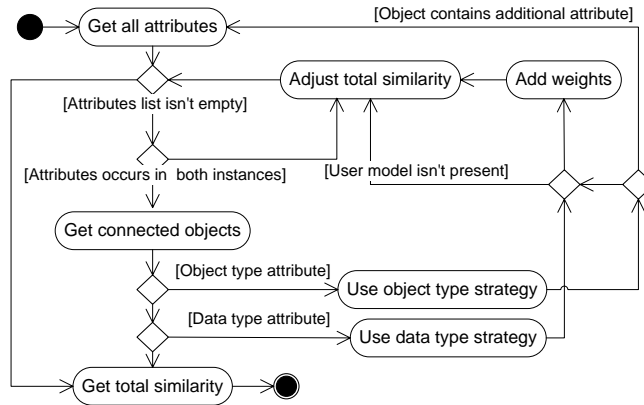 [Object contains additional attribute]
Get all attributes
Adjust total similarity
Add weights
[Attributes list isn't empty]
[Attributes occurs in both instances]
[User model isn't present]
Get connected objects
[Object type attribute]
Use object type strategy
[Data type attribute]
Use data type strategy
Get total similarity